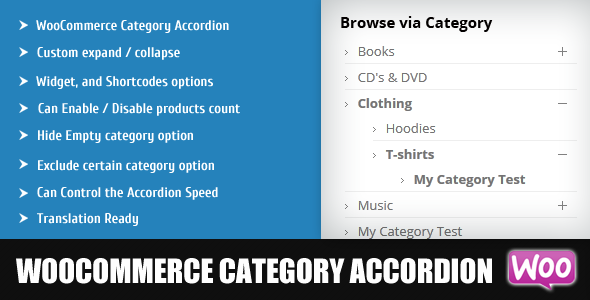 WooCommerce Category Accordion
Custom expand / collapse
Widget, and Shortcodes options
Can Enable / Disable products count
Hide Empty category option
Exclude certain category option
Can Control the Accordion Speed
Translation Ready
Browse via Category
Books
CD's & DVD
Clothing
Hoodies
T-shirts
My Category Test
Music
My Category Test
WOOCOMMERCE CATEGORY ACCORDION
WOO